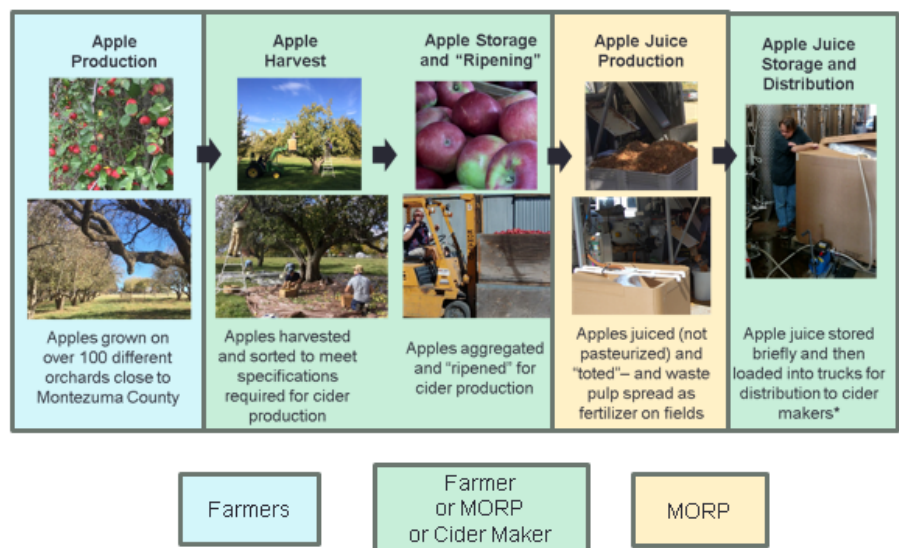 Apple
Production
Apple
Harvest
Apple Storage
and “Ripening”
Apple Juice
Production
Apple Juice
Storage and
Distribution
Apples grown on
over 100 different
orchards close to
Montezuma County
Apples harvested
and sorted to meet
specifications
required for cider
production
Apples aggregated
and “ripened” for
cider production
Apples juiced (not
pasteurized) and
“toted”– and waste
pulp spread as
fertilizer on fields
Apple juice stored
briefly and then
loaded into trucks for
distribution to cider
makers*
Farmers
Farmer
or MORP
or Cider Maker
MORP